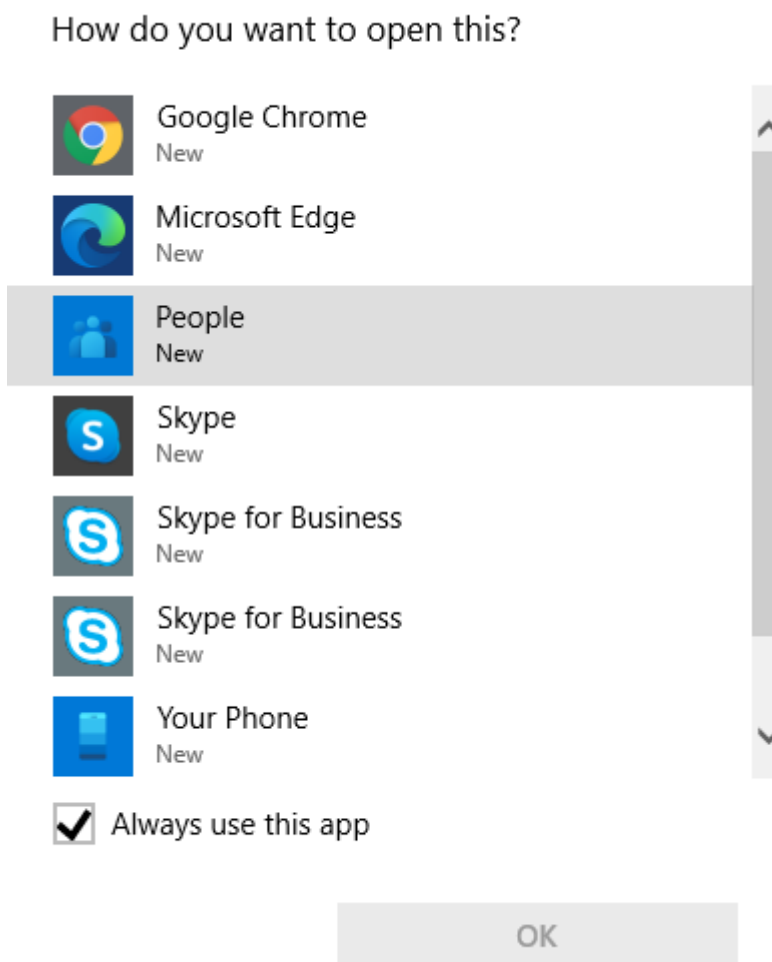 How do you want to open this?
Google Chrome
New
Microsoft Edge
New
People
New
Skype
New
Skype for Business
New
Skype for Business
New
Your Phone
New
Always use this app
OK